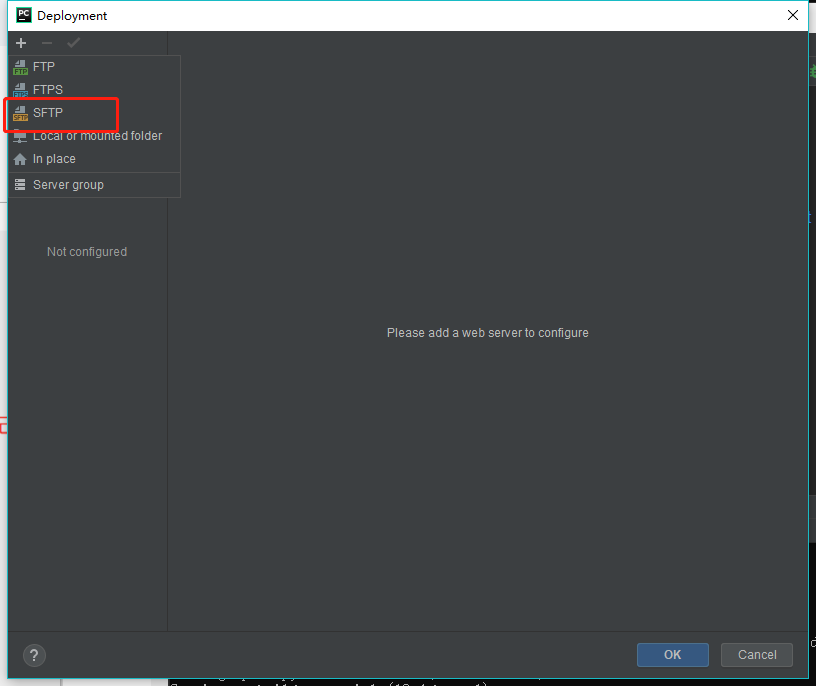 PC Deployment
FTP
FTPS
SFTP
Local or mounted folder
In place
Server group
Not configured
Please add a web server to configure
?
OK
Cancel